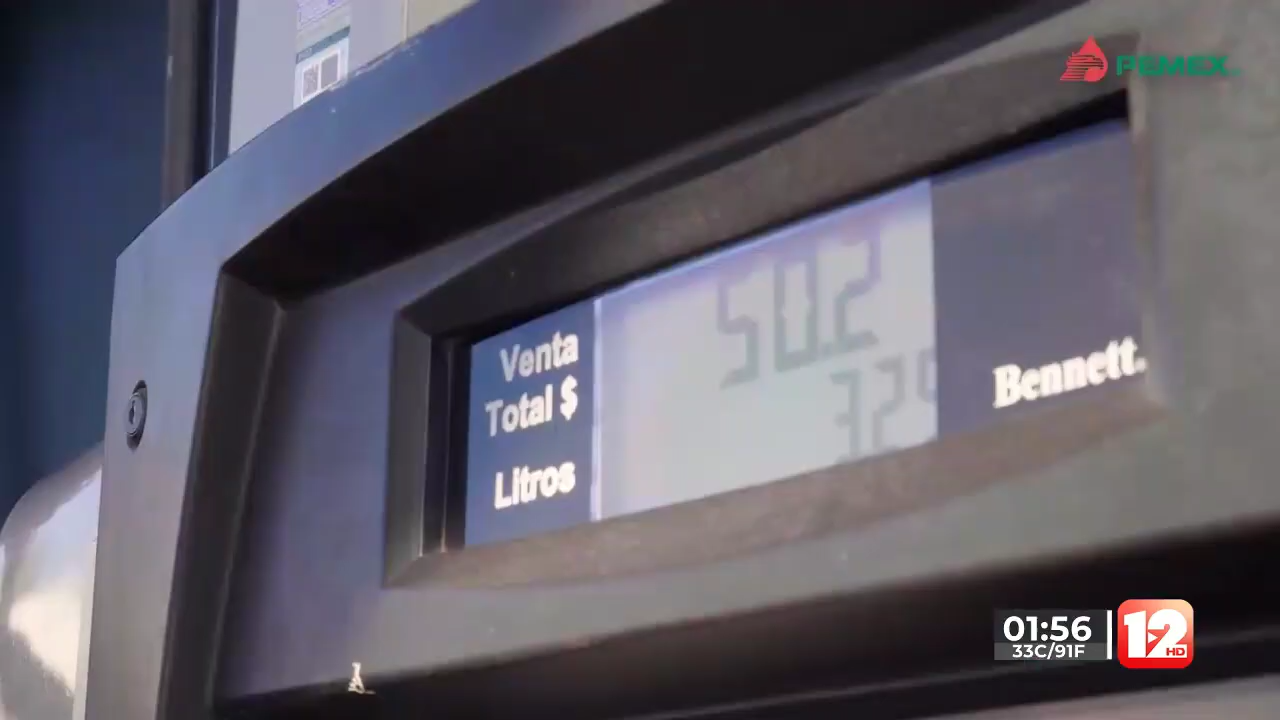 PEMEX
Venta
Total $
Litros
50.2
Bennett.
01:56
33C/91F
12
HD